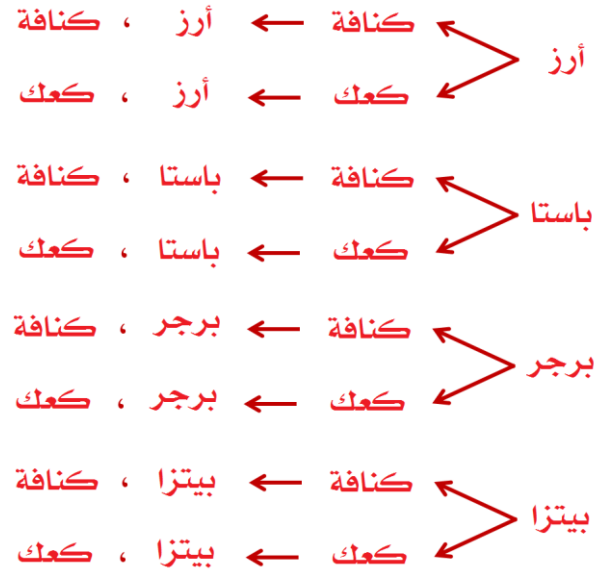 أرز
كنافة ← أرز ، كنافة
كعك ← أرز ، كعك
باستا
كنافة ← باستا ، كنافة
كعك ← باستا ، كعك
برجر
كنافة ← برجر ، كنافة
كعك ← برجر ، كعك
بيتزا
كنافة ← بيتزا ، كنافة
كعك ← بيتزا ، كعك